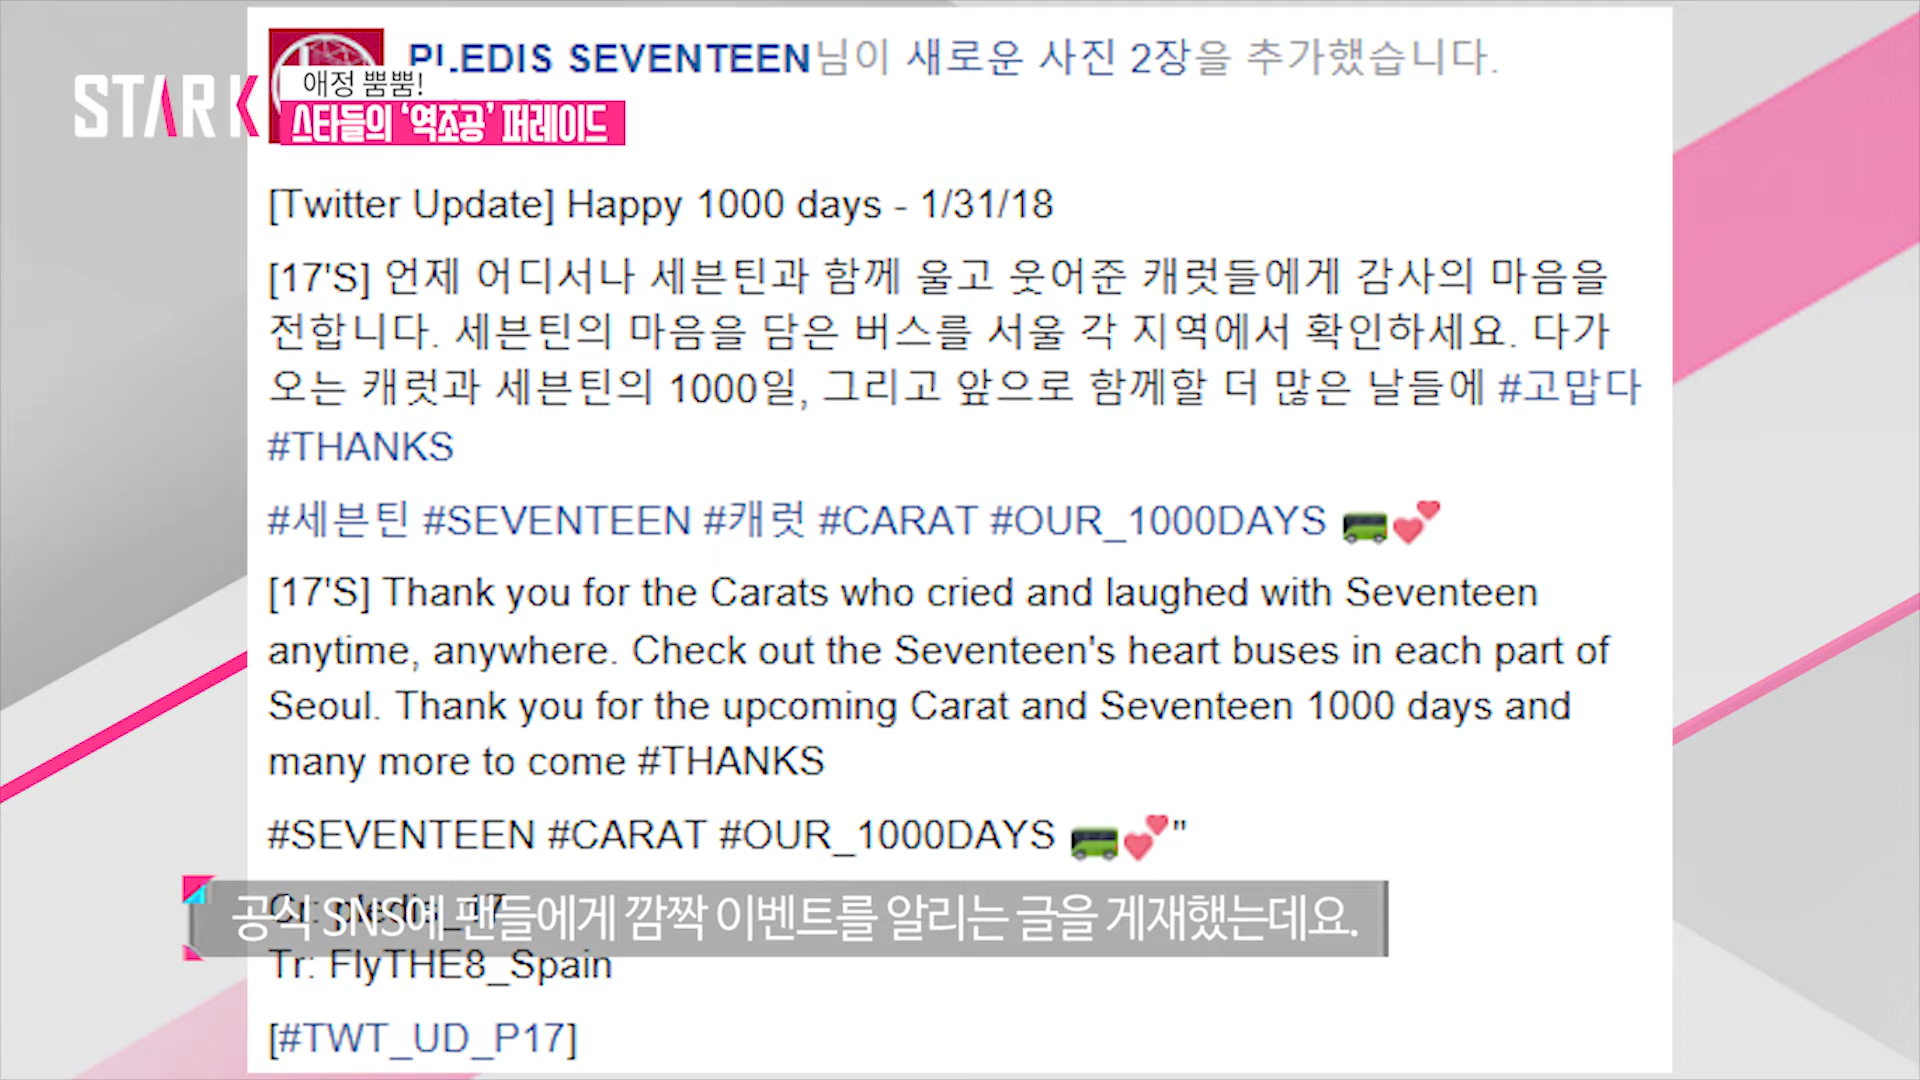 PLEDIS SEVENTEEN님이 새로운 사진 2장을 추가했습니다.
STAR K
애정 뿜뿜!
스타들의 ‘역조공’ 퍼레이드
[Twitter Update] Happy 1000 days - 1/31/18
[17'S] 언제 어디서나 세븐틴과 함께 울고 웃어준 캐럿들에게 감사의 마음을
전합니다. 세븐틴의 마음을 담은 버스를 서울 각 지역에서 확인하세요. 다가
오는 캐럿과 세븐틴의 1000일, 그리고 앞으로 함께할 더 많은 날들에 #고맙다
#THANKS
#세븐틴 #SEVENTEEN #캐럿 #CARAT #OUR_1000DAYS 🚌💕
[17'S] Thank you for the Carats who cried and laughed with Seventeen
anytime, anywhere. Check out the Seventeen's heart buses in each part of
Seoul. Thank you for the upcoming Carat and Seventeen 1000 days and
many more to come #THANKS
#SEVENTEEN #CARAT #OUR_1000DAYS 🚌💕"
Cr: pledis_17
공식 SNS에 팬들에게 깜짝 이벤트를 알리는 글을 게재했는데요.
Tr: FlyTHE8_Spain
[#TWT_UD_P17]